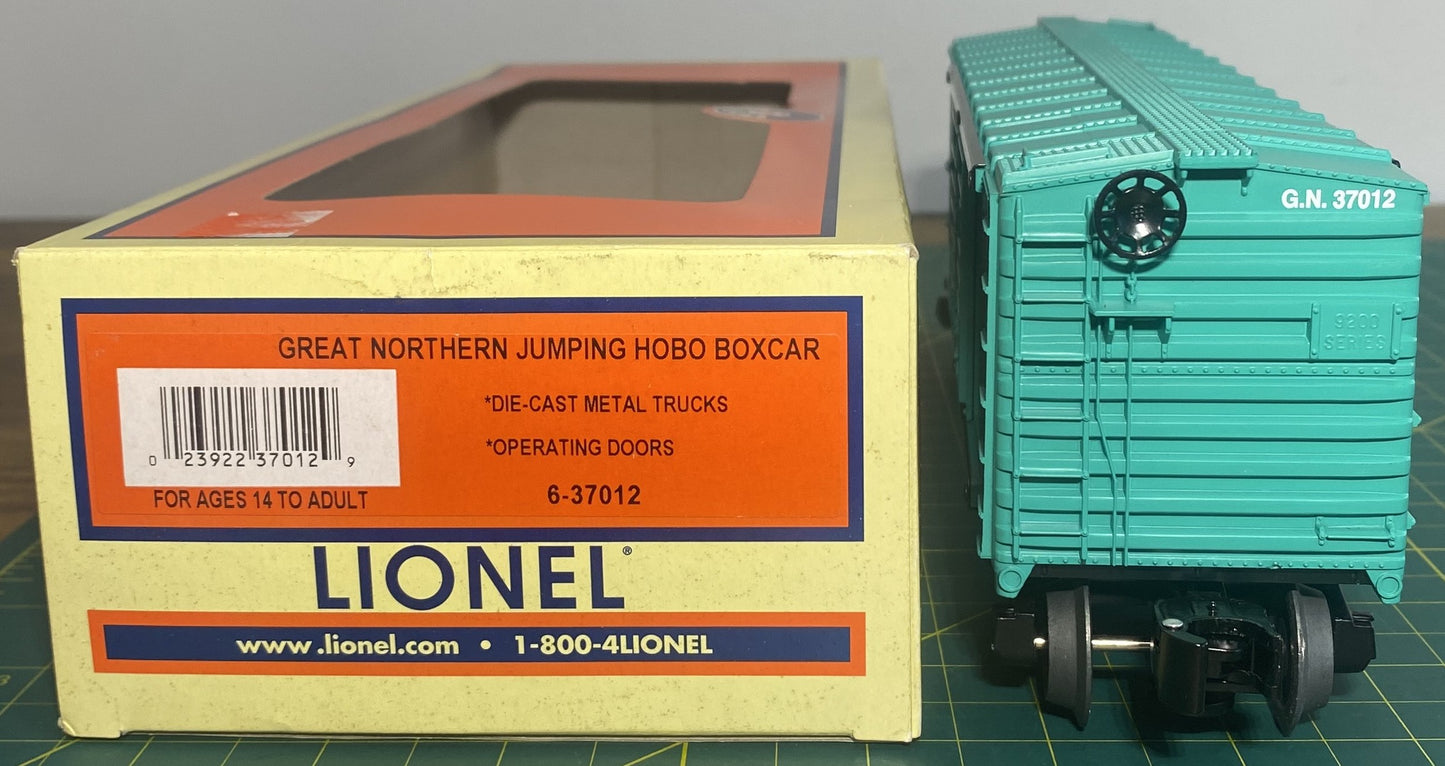 GREAT NORTHERN JUMPING HOBO BOXCAR
*DIE-CAST METAL TRUCKS
*OPERATING DOORS
0 23922 37012 9
FOR AGES 14 TO ADULT
6-37012
LIONEL®
www.lionel.com • 1-800-4LIONEL
G.N. 37012
9200
SERIES